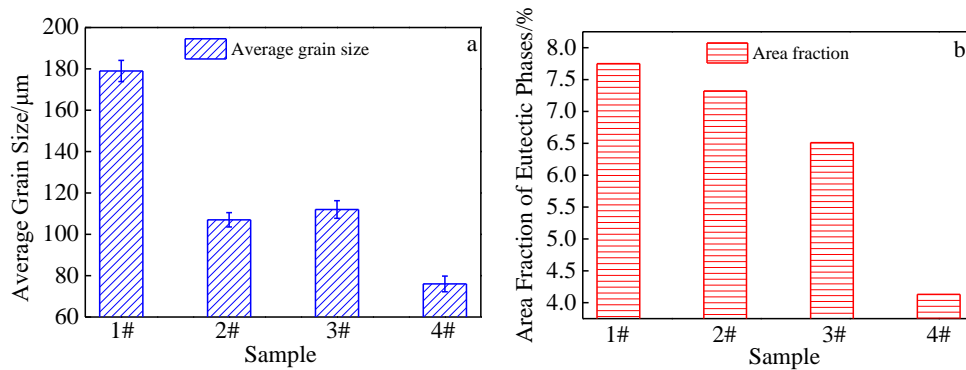 a
Average grain size
Average Grain Size/μm
200
180
160
140
120
100
80
60
1# 2# 3# 4#
Sample
b
Area fraction
Area Fraction of Eutectic Phases/%
8.0
7.5
7.0
6.5
6.0
5.5
5.0
4.5
4.0
1# 2# 3# 4#
Sample